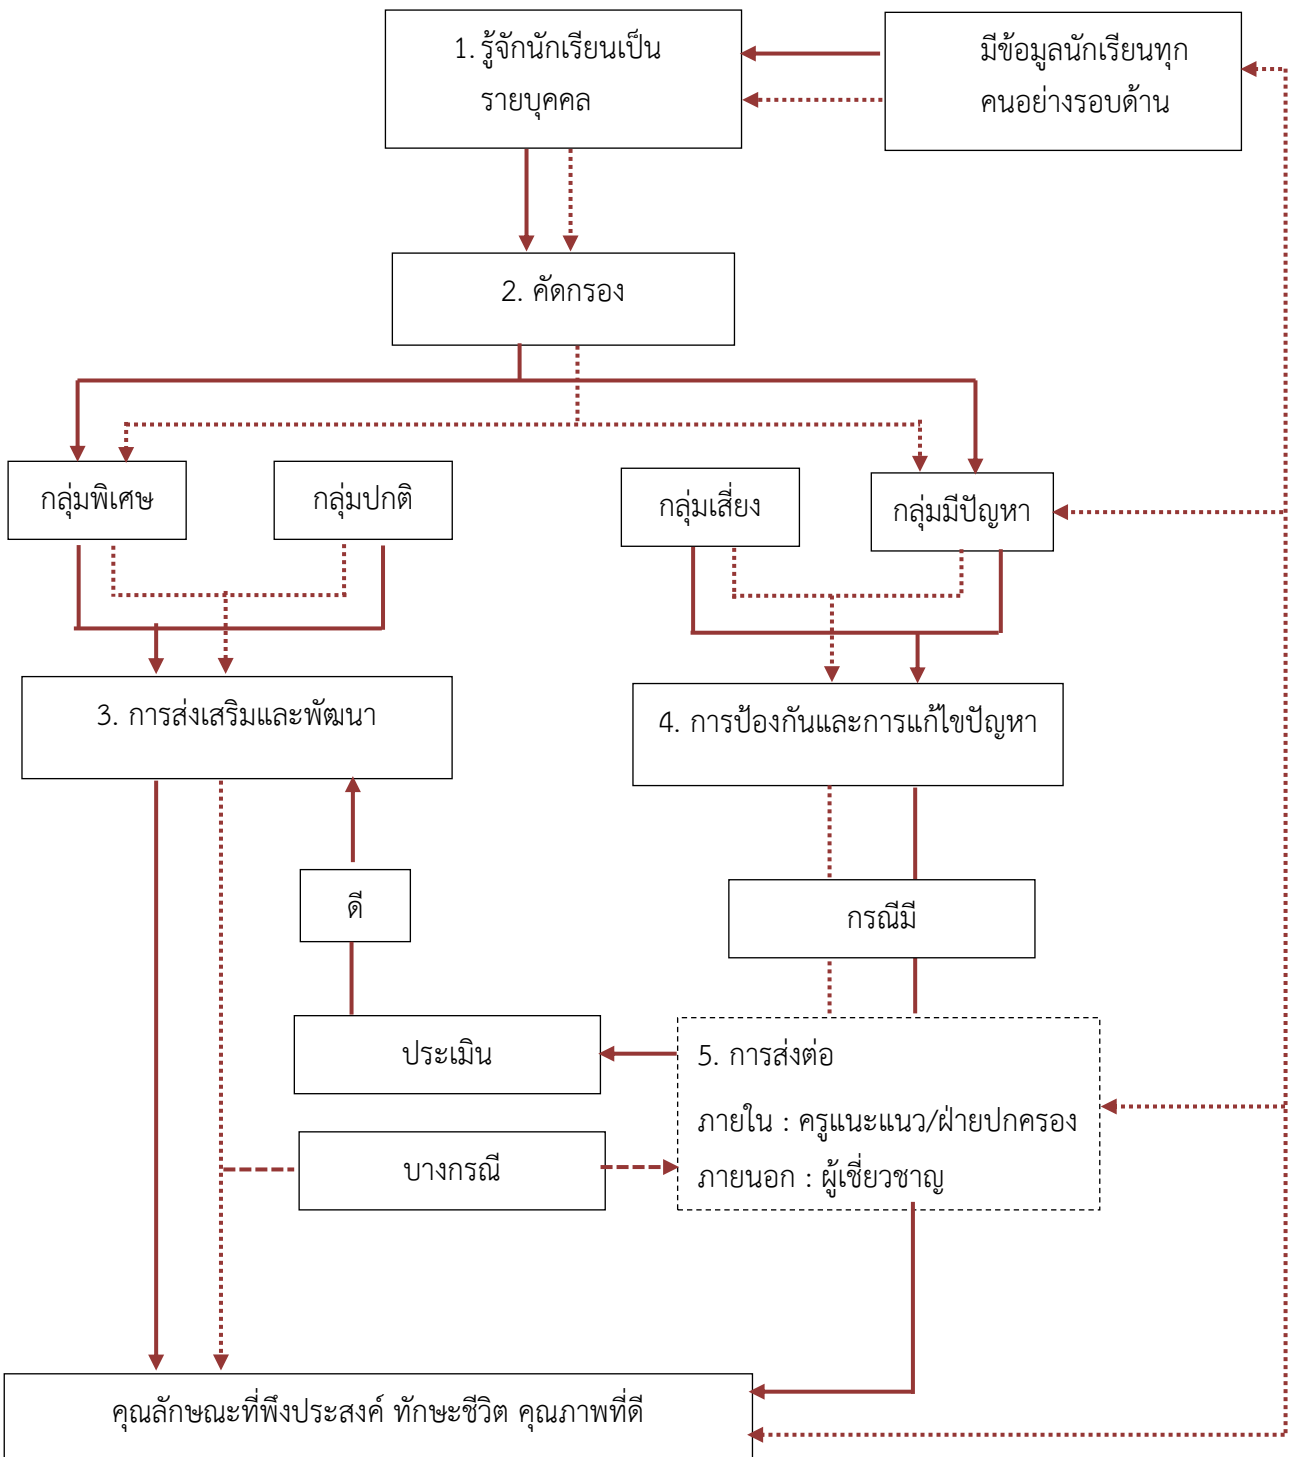 1. รู้จักนักเรียนเป็น
รายบุคคล
มีข้อมูลนักเรียนทุก
คนอย่างรอบด้าน
2. คัดกรอง
กลุ่มพิเศษ
กลุ่มปกติ
กลุ่มเสี่ยง
กลุ่มมีปัญหา
3. การส่งเสริมและพัฒนา
4. การป้องกันและการแก้ไขปัญหา
ดี
กรณีมี
ประเมิน
5. การส่งต่อ
ภายใน : ครูแนะแนว/ฝ่ายปกครอง
ภายนอก : ผู้เชี่ยวชาญ
บางกรณี
คุณลักษณะที่พึงประสงค์ ทักษะชีวิต คุณภาพที่ดี